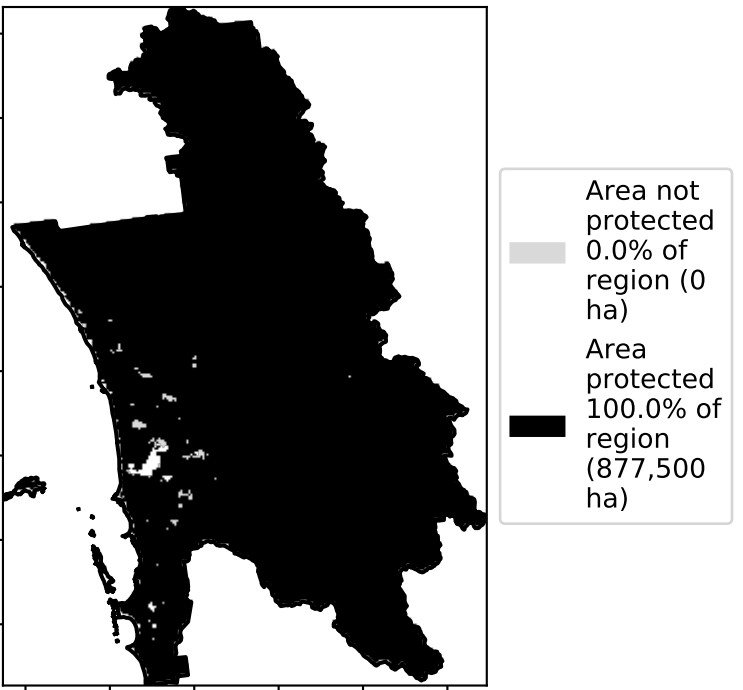 Area not
protected
0.0% of
region (0
ha)
Area
protected
100.0% of
region
(877,500
ha)